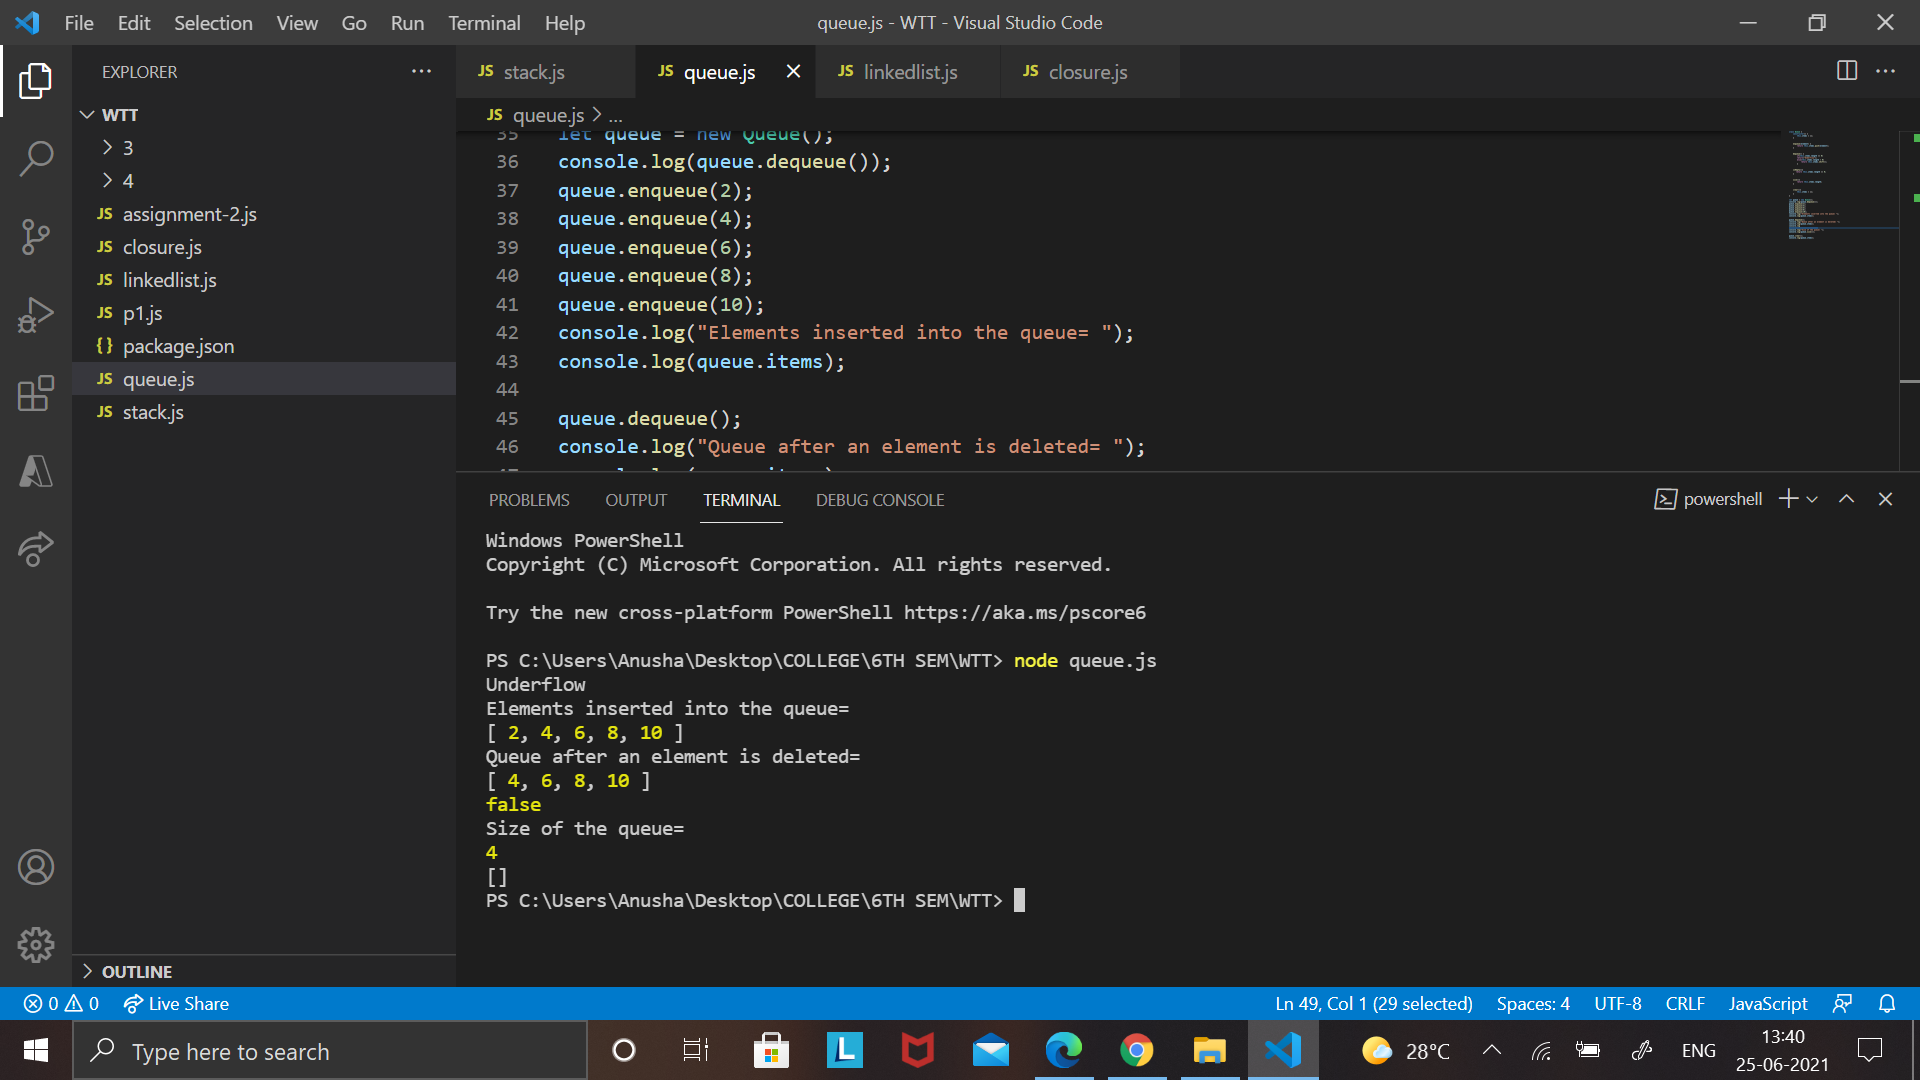 File Edit Selection View Go Run Terminal Help
queue.js - WTT - Visual Studio Code
EXPLORER
WTT
3
4
JS assignment-2.js
JS closure.js
JS linkedlist.js
JS p1.js
{} package.json
JS queue.js
JS stack.js
OUTLINE
JS stack.js JS queue.js JS linkedlist.js JS closure.js
JS queue.js > ...
35 let queue = new Queue();
36 console.log(queue.dequeue());
37 queue.enqueue(2);
38 queue.enqueue(4);
39 queue.enqueue(6);
40 queue.enqueue(8);
41 queue.enqueue(10);
42 console.log("Elements inserted into the queue= ");
43 console.log(queue.items);
44
45 queue.dequeue();
46 console.log("Queue after an element is deleted= ");
PROBLEMS OUTPUT TERMINAL DEBUG CONSOLE
powershell
Windows PowerShell
Copyright (C) Microsoft Corporation. All rights reserved.
Try the new cross-platform PowerShell https://aka.ms/pscore6
PS C:\Users\Anusha\Desktop\COLLEGE\6TH SEM\WTT> node queue.js
Underflow
Elements inserted into the queue=
[ 2, 4, 6, 8, 10 ]
Queue after an element is deleted=
[ 4, 6, 8, 10 ]
false
Size of the queue=
4
[]
PS C:\Users\Anusha\Desktop\COLLEGE\6TH SEM\WTT>
0 0 Live Share
Ln 49, Col 1 (29 selected) Spaces: 4 UTF-8 CRLF JavaScript
Type here to search
L
28°C
ENG
13:40
25-06-2021